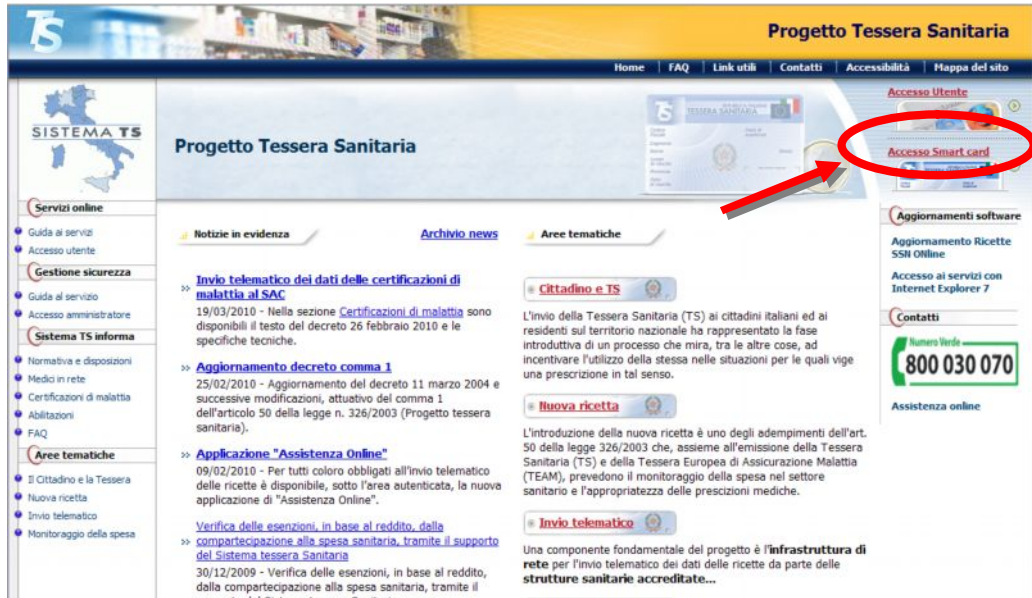 TS
Progetto Tessera Sanitaria
Home
FAQ
Link utili
Contatti
Accessibilità
Mappa del sito
SISTEMA TS
Progetto Tessera Sanitaria
TESSERA SANITARIA
Accesso Utente
Accesso Smart card
Servizi online
Guida ai servizi
Accesso utente
Gestione sicurezza
Guida al servizio
Accesso amministratore
Sistema TS informa
Normativa e disposizioni
Medici in rete
Certificazioni di malattia
Abilitazioni
FAQ
Aree tematiche
Il Cittadino e la Tessera
Nuova ricetta
Invio telematico
Monitoraggio della spesa
Notizie in evidenza
Archivio news
Invio telematico dei dati delle certificazioni di
malattia al SAC
19/03/2010 - Nella sezione Certificazioni di malattia sono
disponibili il testo del decreto 26 febbraio 2010 e le
specifiche tecniche.
Aggiornamento decreto comma 1
25/02/2010 - Aggiornamento del decreto 11 marzo 2004 e
successive modificazioni, attuativo del comma 1
dell'articolo 50 della legge n. 326/2003 (Progetto tessera
sanitaria).
Applicazione "Assistenza Online"
09/02/2010 - Per tutti coloro obbligati all'invio telematico
delle ricette è disponibile, sotto l'area autenticata, la nuova
applicazione di "Assistenza Online".
Verifica delle esenzioni, in base al reddito, dalla
compartecipazione alla spesa sanitaria, tramite il supporto
del Sistema tessera Sanitaria
30/12/2009 - Verifica delle esenzioni, in base al reddito,
dalla compartecipazione alla spesa sanitaria, tramite il
Aree tematiche
Cittadino e TS
L'invio della Tessera Sanitaria (TS) ai cittadini italiani ed ai
residenti sul territorio nazionale ha rappresentato la fase
introduttiva di un processo che mira, tra le altre cose, ad
incentivare l'utilizzo della stessa nelle situazioni per le quali vige
una prescrizione in tal senso.
Nuova ricetta
L'introduzione della nuova ricetta è uno degli adempimenti dell'art.
50 della legge 326/2003 che, assieme all'emissione della Tessera
Sanitaria (TS) e della Tessera Europea di Assicurazione Malattia
(TEAM), prevedono il monitoraggio della spesa nel settore
sanitario e l'appropriatezza delle prescizioni mediche.
Invio telematico
Una componente fondamentale del progetto è l'infrastruttura di
rete per l'invio telematico dei dati delle ricette da parte delle
strutture sanitarie accreditate...
Aggiornamenti software
Aggiornamento Ricette
SSN ONline
Accesso ai servizi con
Internet Explorer 7
Contatti
Numero Verde
800 030 070
Assistenza online